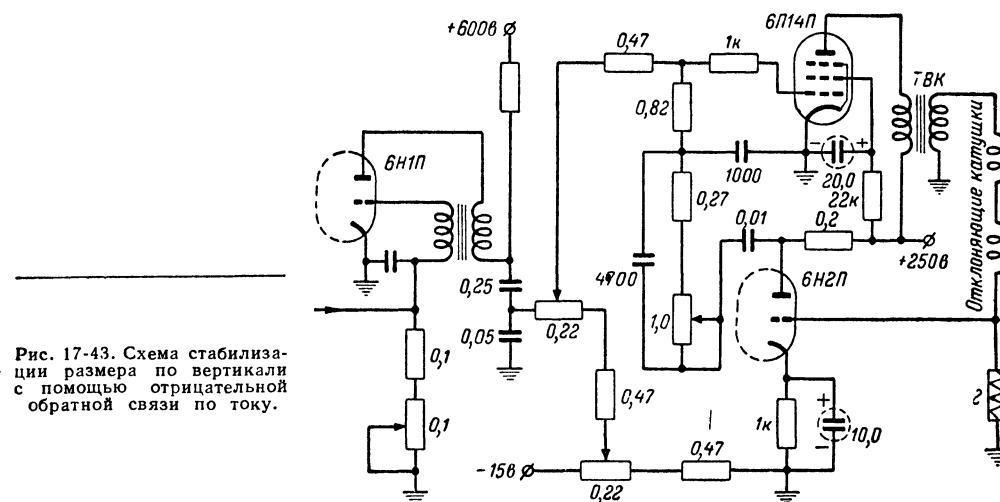 +600в
6Н1П
0,25
0,05
0,1
0,1
0,22
0,47
-15в
0,22
0,47
0,47
1к
6П14П
0,82
1000
20,0
22к
0,27
4700
1,0
0,01
0,2
+250в
6Н2П
1к
10,0
ТВК
Отклоняющие катушки
2
Рис. 17-43. Схема стабилиза-
ции размера по вертикали
с помощью отрицательной
обратной связи по току.